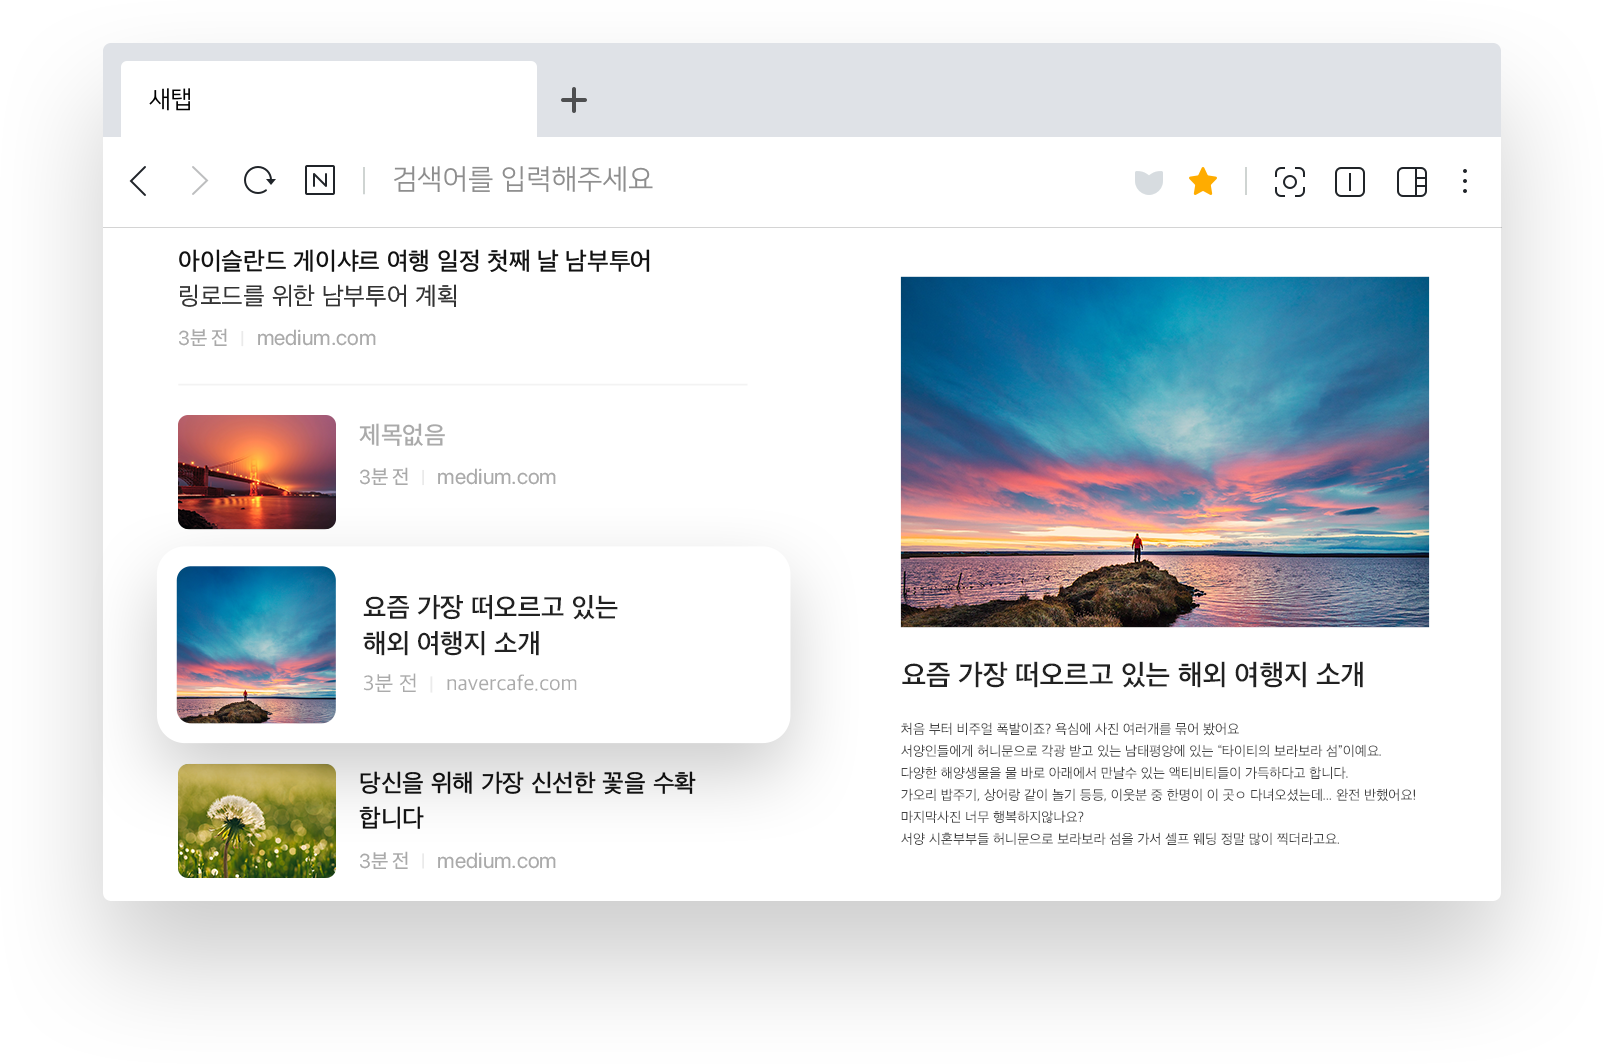 새탭
N
검색어를 입력해주세요
아이슬란드 게이샤르 여행 일정 첫째 날 남부투어
링로드를 위한 남부투어 계획
3분 전 | medium.com
제목없음
3분 전 | medium.com
요즘 가장 떠오르고 있는
해외 여행지 소개
3분 전 | navercafe.com
당신을 위해 가장 신선한 꽃을 수확
합니다
3분 전 | medium.com
요즘 가장 떠오르고 있는 해외 여행지 소개
처음 부터 비주얼 폭발이죠? 욕심에 사진 여러개를 묶어 봤어요
서양인들에게 허니문으로 각광 받고 있는 남태평양에 있는 “타이티의 보라보라 섬”이예요.
다양한 해양생물을 물 바로 아래에서 만날수 있는 액티비티들이 가득하다고 합니다.
가오리 밥주기, 상어랑 같이 놀기 등등, 이웃분 중 한명이 이 곳ㅇ 다녀오셨는데... 완전 반했어요!
마지막사진 너무 행복하지않나요?
서양 시혼부부들 허니문으로 보라보라 섬을 가서 셀프 웨딩 정말 많이 찍더라고요.